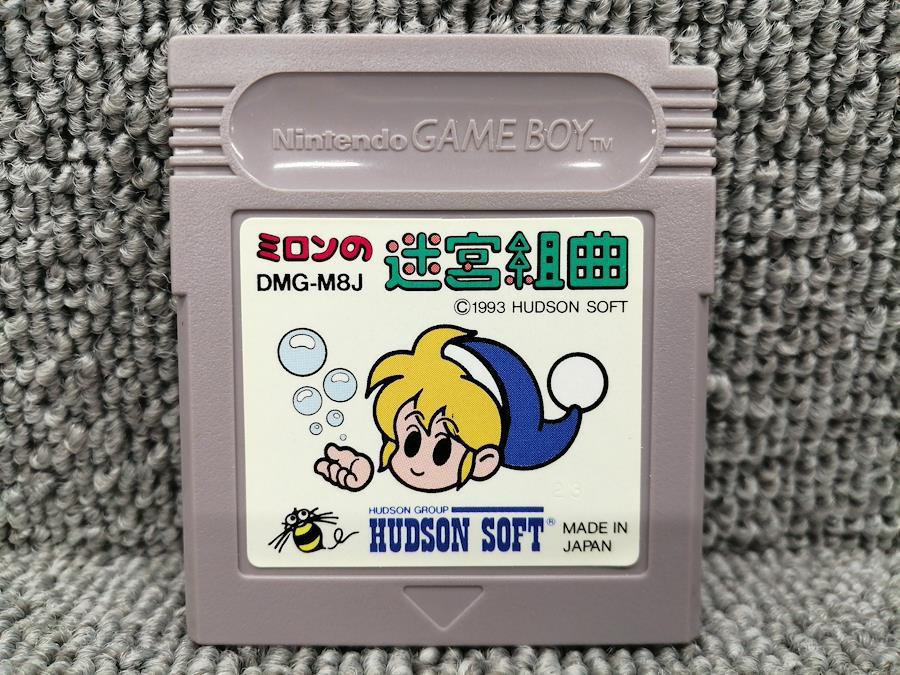 Nintendo GAME BOY™
ミロンの 迷宮組曲
DMG-M8J
©1993 HUDSON SOFT
23
HUDSON GROUP
HUDSON SOFT®
MADE IN
JAPAN